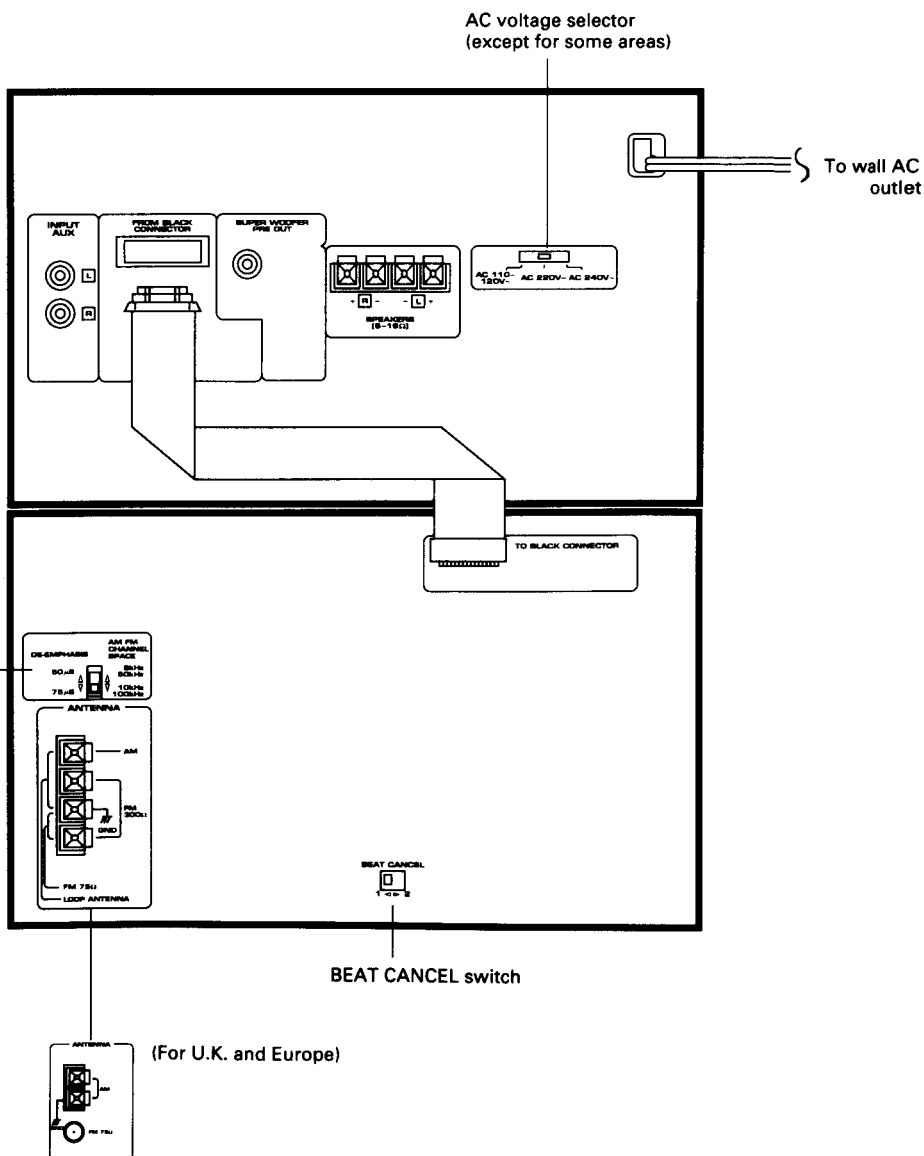 AC voltage selector
(except for some areas)
To wall AC
outlet
INPUT
AUX
L
R
FROM BLACK
CONNECTOR
SUPER WOOFER
PRE OUT
+ R - - L +
SPEAKERS
(6-16Ω)
AC 110-
120V~
AC 220V~
AC 240V~
TO BLACK CONNECTOR
DE-EMPHASIS
50μS
75μS
AM FM
CHANNEL
SPACE
9kHz
50kHz
10kHz
100kHz
ANTENNA
AM
FM
300Ω
GND
FM 75Ω
LOOP ANTENNA
BEAT CANCEL
1 ◁ ▷ 2
BEAT CANCEL switch
(For U.K. and Europe)
ANTENNA
AM
GND
FM 75Ω